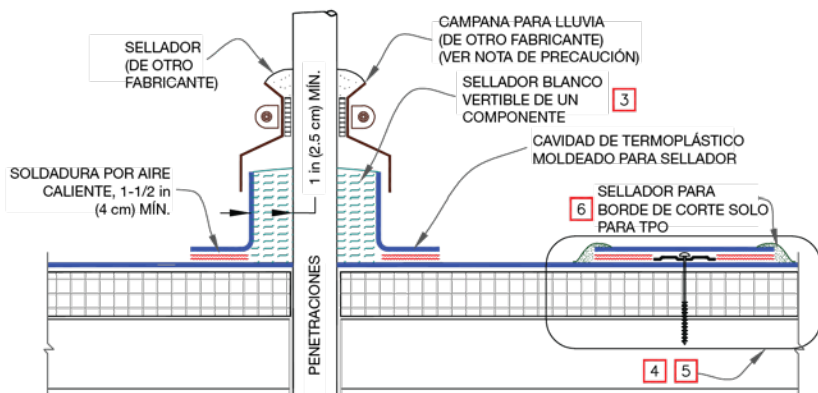 SELLADOR
(DE OTRO
FABRICANTE)
CAMPANA PARA LLUVIA
(DE OTRO FABRICANTE)
(VER NOTA DE PRECAUCIÓN)
SELLADOR BLANCO
VERTIBLE DE UN
COMPONENTE
3
CAVIDAD DE TERMOPLÁSTICO
MOLDEADO PARA SELLADOR
SOLDADURA POR AIRE
CALIENTE, 1-1/2 in
(4 cm) MÍN.
1 in (2.5 cm) MÍN.
PENETRACIONES
6
SELLADOR PARA
BORDE DE CORTE SOLO
PARA TPO
4 5